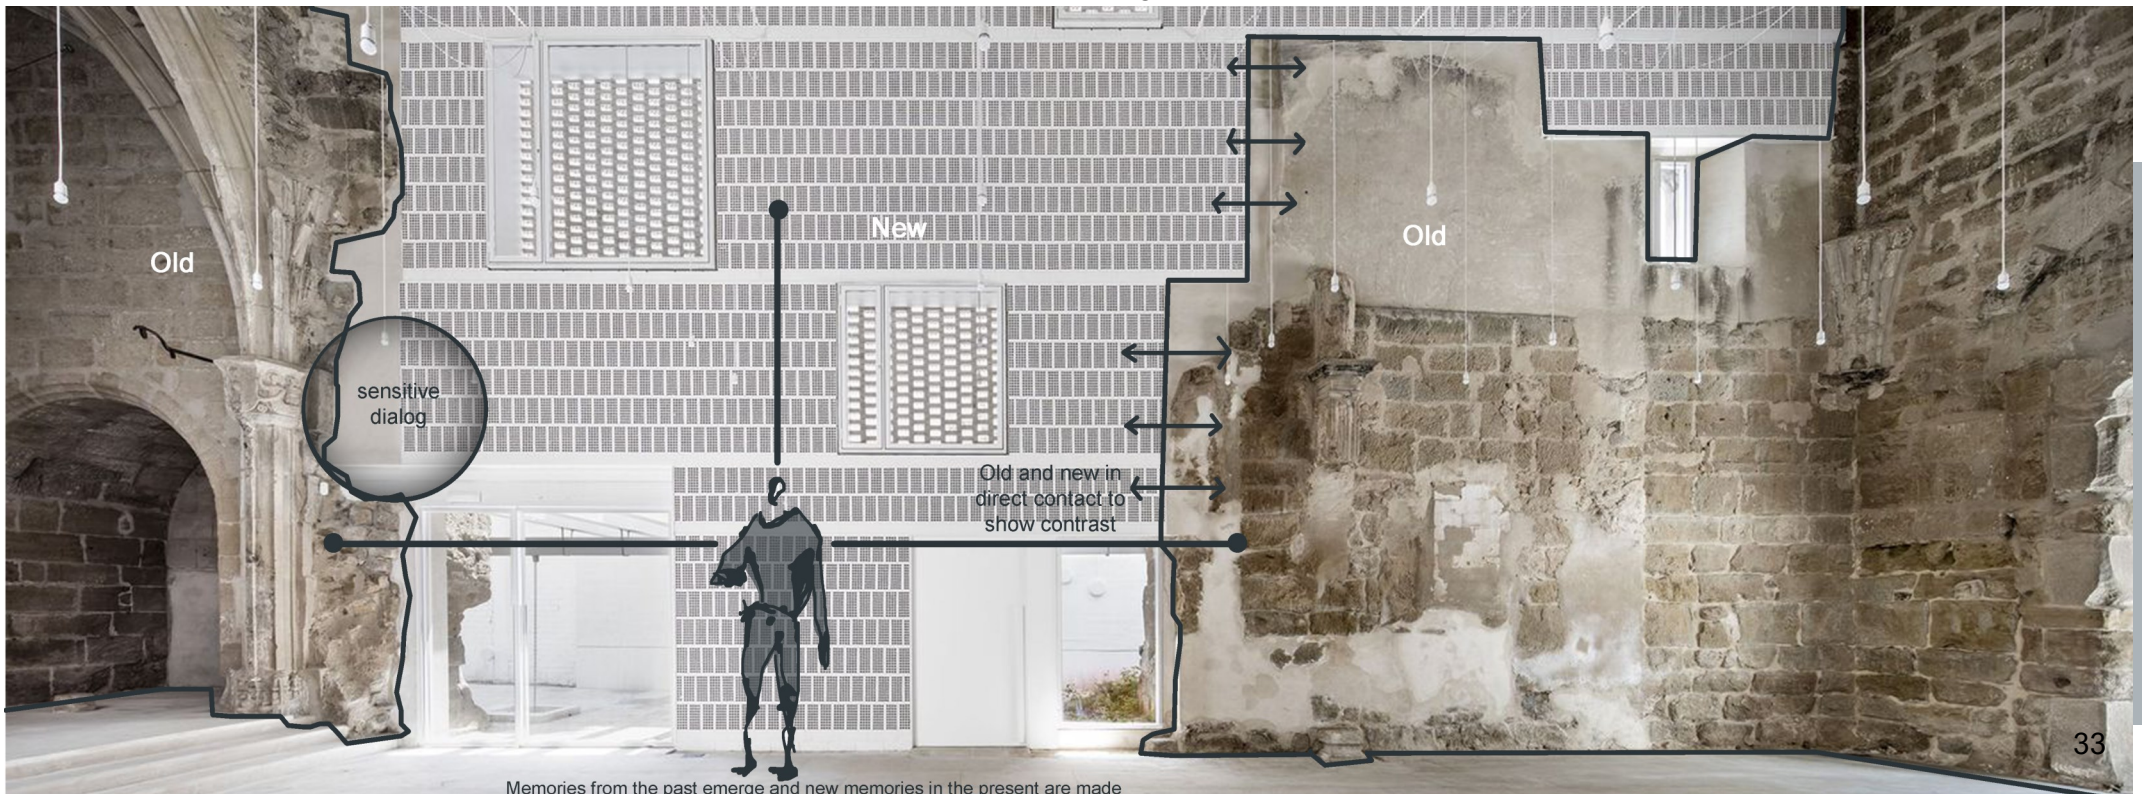 New
Old
Old
sensitive
dialog
Old and new in
direct contact to
show contrast
33
Memories from the past emerge and new memories in the present are made